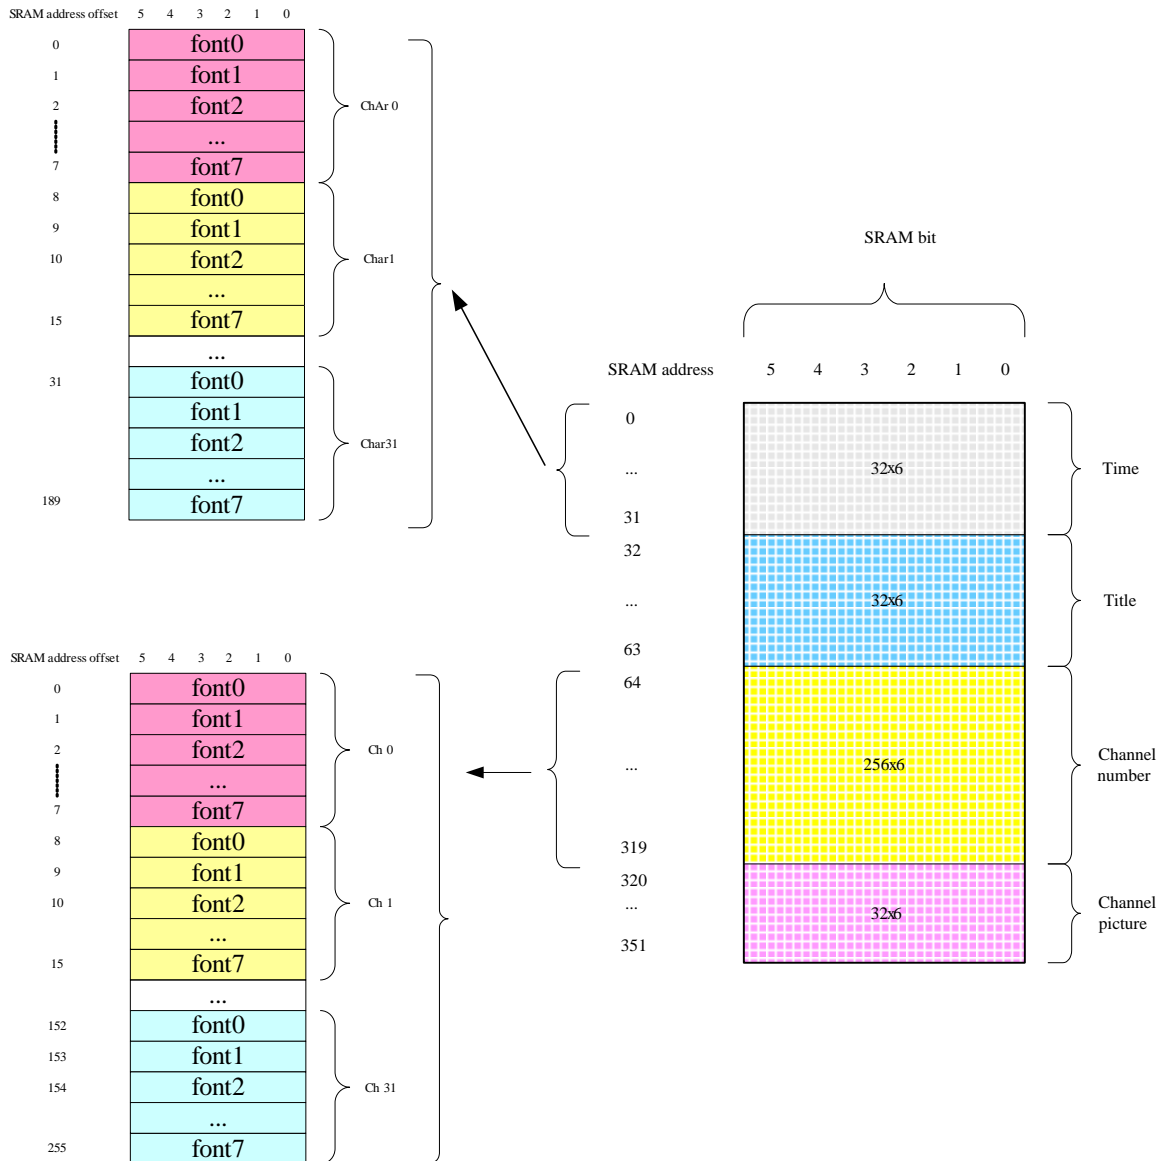 SRAM address offset 5 4 3 2 1 0
0 font0
1 font1
2 font2
...
7 font7
ChAr 0
8 font0
9 font1
10 font2
...
15 font7
Char1
...
31 font0
font1
font2
...
189 font7
Char31
SRAM bit
SRAM address 5 4 3 2 1 0
0
...
31
32x6
Time
32
...
63
32x6
Title
64
...
319
256x6
Channel
number
320
...
351
32x6
Channel
picture
SRAM address offset 5 4 3 2 1 0
0 font0
1 font1
2 font2
...
7 font7
Ch 0
8 font0
9 font1
10 font2
...
15 font7
Ch 1
...
152 font0
153 font1
154 font2
...
255 font7
Ch 31